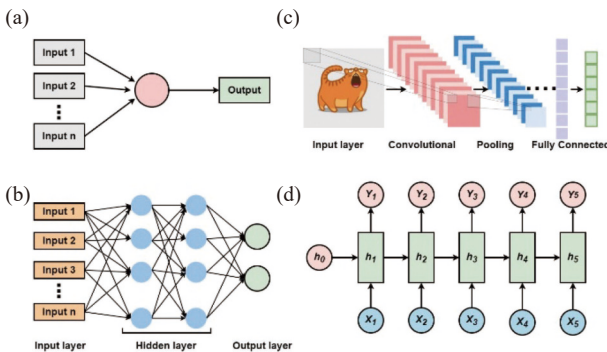 (a)
Input 1
Input 2
Input n
Output
(b)
Input 1
Input 2
Input 3
Input n
Input layer
Hidden layer
Output layer
(c)
Input layer
Convolutional
Pooling
Fully Connected
(d)
Y1 Y2 Y3 Y4 Y5
h0 h1 h2 h3 h4 h5
X1 X2 X3 X4 X5